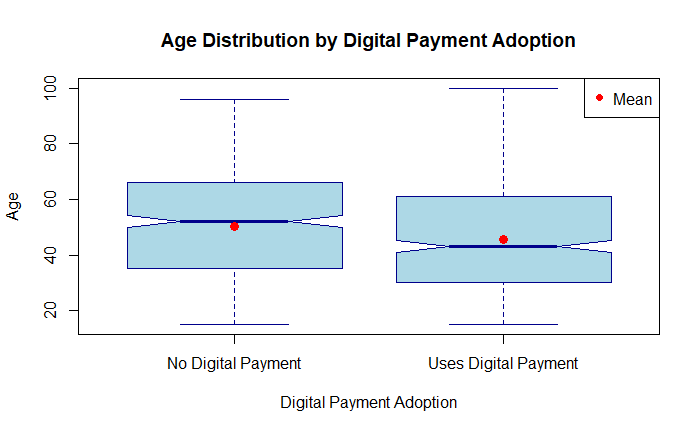 Age Distribution by Digital Payment Adoption
Mean
Age
100
80
60
40
20
No Digital Payment
Uses Digital Payment
Digital Payment Adoption